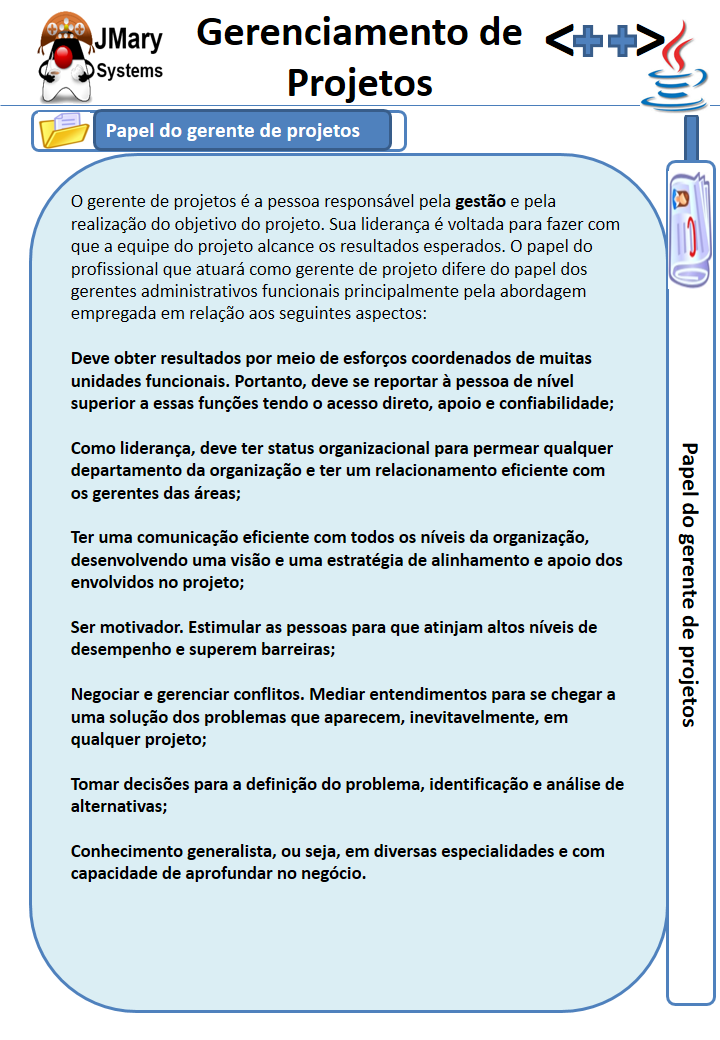 JMary
Systems
Gerenciamento de
Projetos
<++>
Papel do gerente de projetos
O gerente de projetos é a pessoa responsável pela gestão e pela
realização do objetivo do projeto. Sua liderança é voltada para fazer com
que a equipe do projeto alcance os resultados esperados. O papel do
profissional que atuará como gerente de projeto difere do papel dos
gerentes administrativos funcionais principalmente pela abordagem
empregada em relação aos seguintes aspectos:
Deve obter resultados por meio de esforços coordenados de muitas
unidades funcionais. Portanto, deve se reportar à pessoa de nível
superior a essas funções tendo o acesso direto, apoio e confiabilidade;
Como liderança, deve ter status organizacional para permear qualquer
departamento da organização e ter um relacionamento eficiente com
os gerentes das áreas;
Ter uma comunicação eficiente com todos os níveis da organização,
desenvolvendo uma visão e uma estratégia de alinhamento e apoio dos
envolvidos no projeto;
Ser motivador. Estimular as pessoas para que atinjam altos níveis de
desempenho e superem barreiras;
Negociar e gerenciar conflitos. Mediar entendimentos para se chegar a
uma solução dos problemas que aparecem, inevitavelmente, em
qualquer projeto;
Tomar decisões para a definição do problema, identificação e análise de
alternativas;
Conhecimento generalista, ou seja, em diversas especialidades e com
capacidade de aprofundar no negócio.
Papel do gerente de projetos